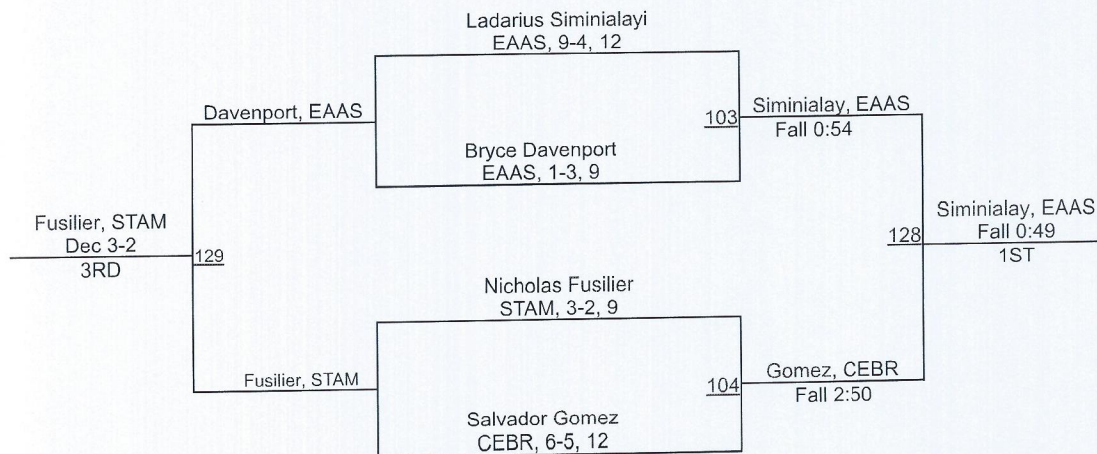 Ladarius Siminialayi
EAAS, 9-4, 12
Davenport, EAAS
103
Siminialay, EAAS
Fall 0:54
Bryce Davenport
EAAS, 1-3, 9
Fusilier, STAM
Dec 3-2
3RD
129
128
Siminialay, EAAS
Fall 0:49
1ST
Nicholas Fusilier
STAM, 3-2, 9
Fusilier, STAM
104
Gomez, CEBR
Fall 2:50
Salvador Gomez
CEBR, 6-5, 12